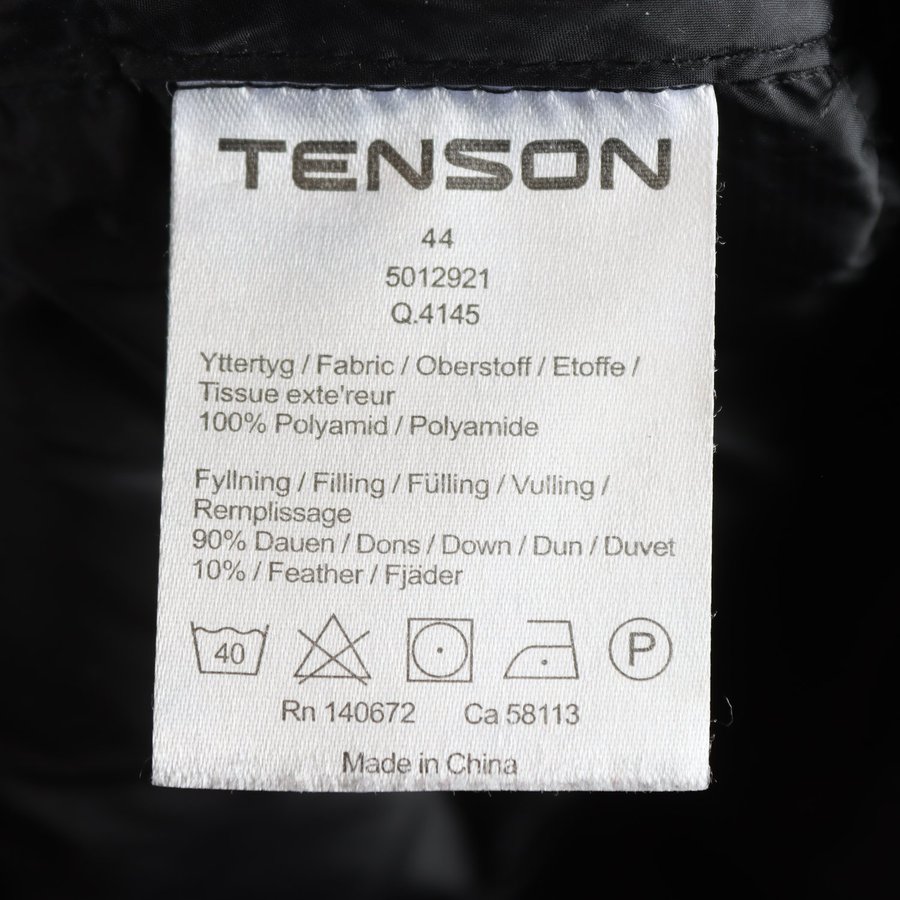 TENSON
44
5012921
Q.4145
Yttertyg / Fabric / Oberstoff / Etoffe /
Tissue exte'reur
100% Polyamid / Polyamide
Fyllning / Filling / Fülling / Vulling /
Rernplissage
90% Dauen / Dons / Down / Dun / Duvet
10% / Feather / Fjäder
40 P
Rn 140672 Ca 58113
Made in China